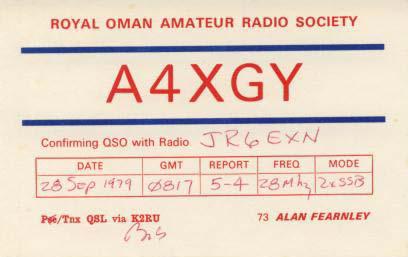 ROYAL OMAN AMATEUR RADIO SOCIETY
A4XGY
Confirming QSO with Radio JR6EXN
DATE GMT REPORT FREQ MODE
28 Sep 1979 Ø817 5-4 28Mhz 2xSSB
Pse/Tnx QSL via K2RU 73 ALAN FEARNLEY